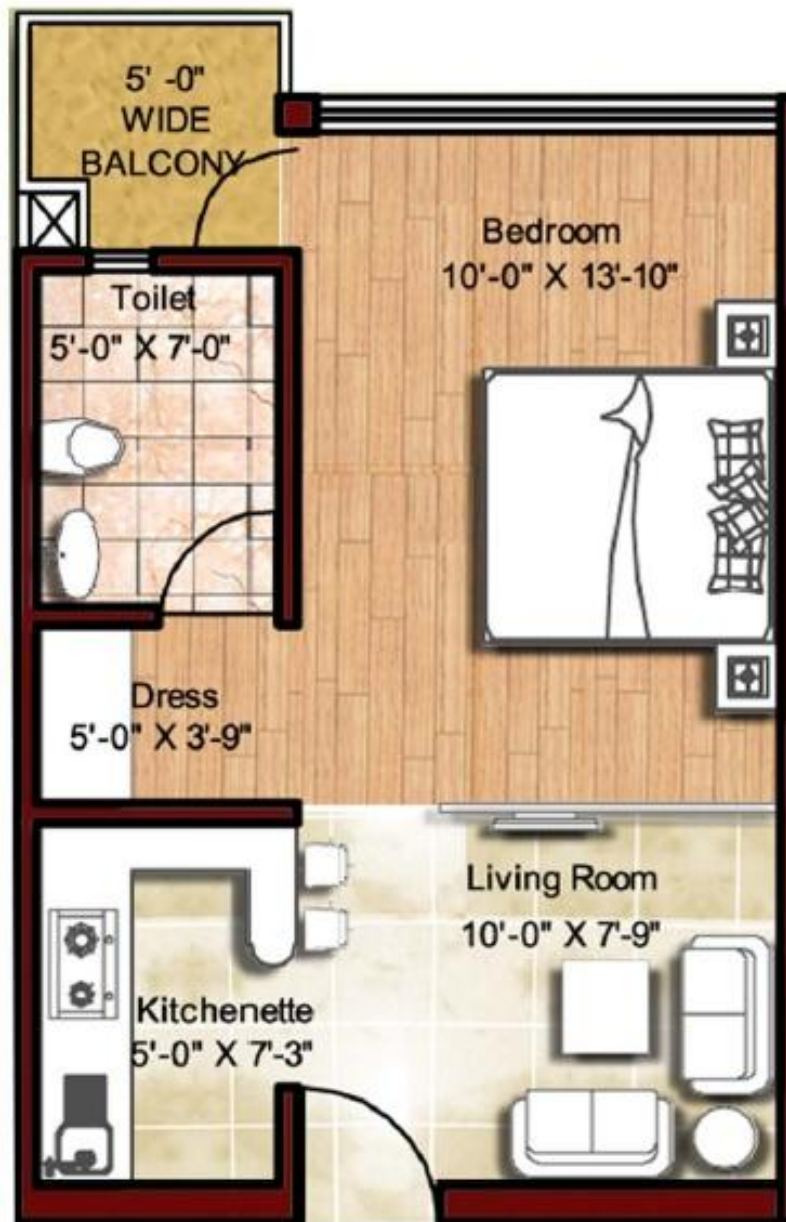 5' -0"
WIDE
BALCONY
Bedroom
10'-0" X 13'-10"
Toilet
5'-0" X 7'-0"
Dress
5'-0" X 3'-9"
Living Room
10'-0" X 7'-9"
Kitchenette
5'-0" X 7'-3"